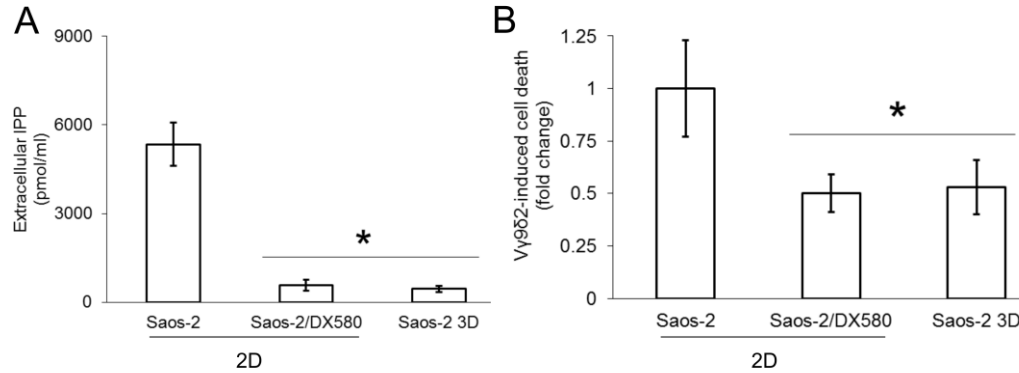 A
Extracellular IPP
(pmol/ml)
9000
6000
3000
0
*
Saos-2
Saos-2/DX580
Saos-2 3D
2D
B
Vγ9δ2-induced cell death
(fold change)
1.25
1
0.75
0.5
0.25
0
*
Saos-2
Saos-2/DX580
Saos-2 3D
2D